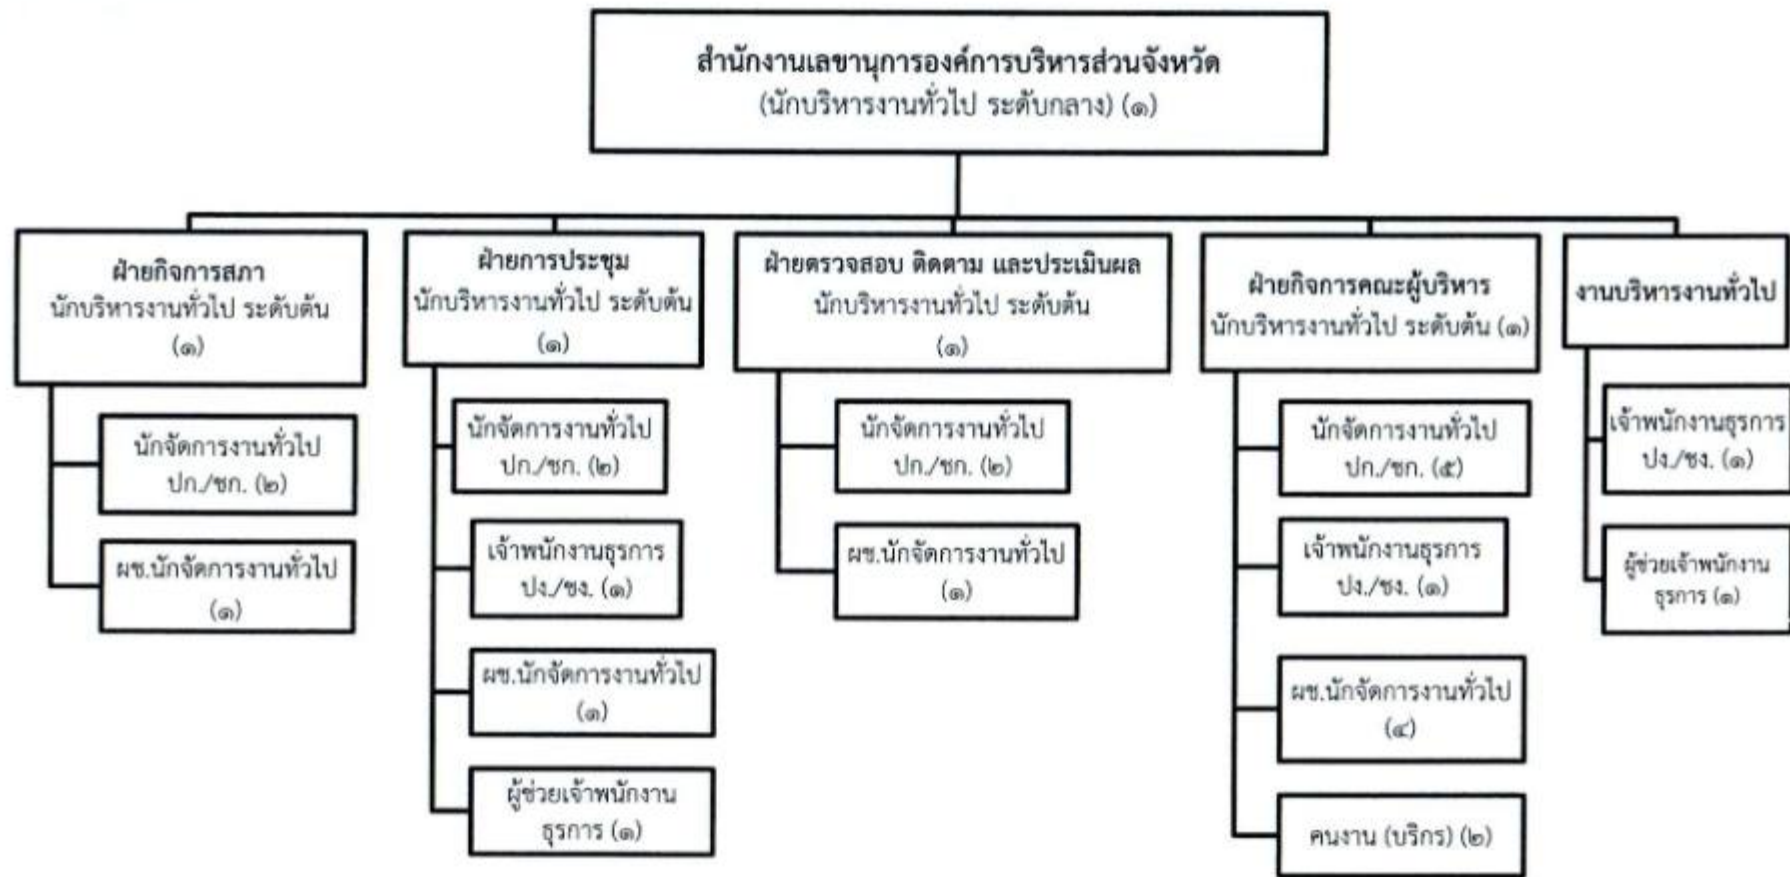 สำนักงานเลขานุการองค์การบริหารส่วนจังหวัด
(นักบริหารงานทั่วไป ระดับกลาง) (๑)
ฝ่ายกิจการสภา
นักบริหารงานทั่วไป ระดับต้น
(๑)
นักจัดการงานทั่วไป
ปก./ชก. (๒)
ผช.นักจัดการงานทั่วไป
(๑)
ฝ่ายการประชุม
นักบริหารงานทั่วไป ระดับต้น
(๑)
นักจัดการงานทั่วไป
ปก./ชก. (๒)
เจ้าพนักงานธุรการ
ปง./ชง. (๑)
ผช.นักจัดการงานทั่วไป
(๑)
ผู้ช่วยเจ้าพนักงาน
ธุรการ (๑)
ฝ่ายตรวจสอบ ติดตาม และประเมินผล
นักบริหารงานทั่วไป ระดับต้น
(๑)
นักจัดการงานทั่วไป
ปก./ชก. (๒)
ผช.นักจัดการงานทั่วไป
(๑)
ฝ่ายกิจการคณะผู้บริหาร
นักบริหารงานทั่วไป ระดับต้น (๑)
นักจัดการงานทั่วไป
ปก./ชก. (๕)
เจ้าพนักงานธุรการ
ปง./ชง. (๑)
ผช.นักจัดการงานทั่วไป
(๔)
คนงาน (บริกร) (๒)
งานบริหารงานทั่วไป
เจ้าพนักงานธุรการ
ปง./ชง. (๑)
ผู้ช่วยเจ้าพนักงาน
ธุรการ (๑)